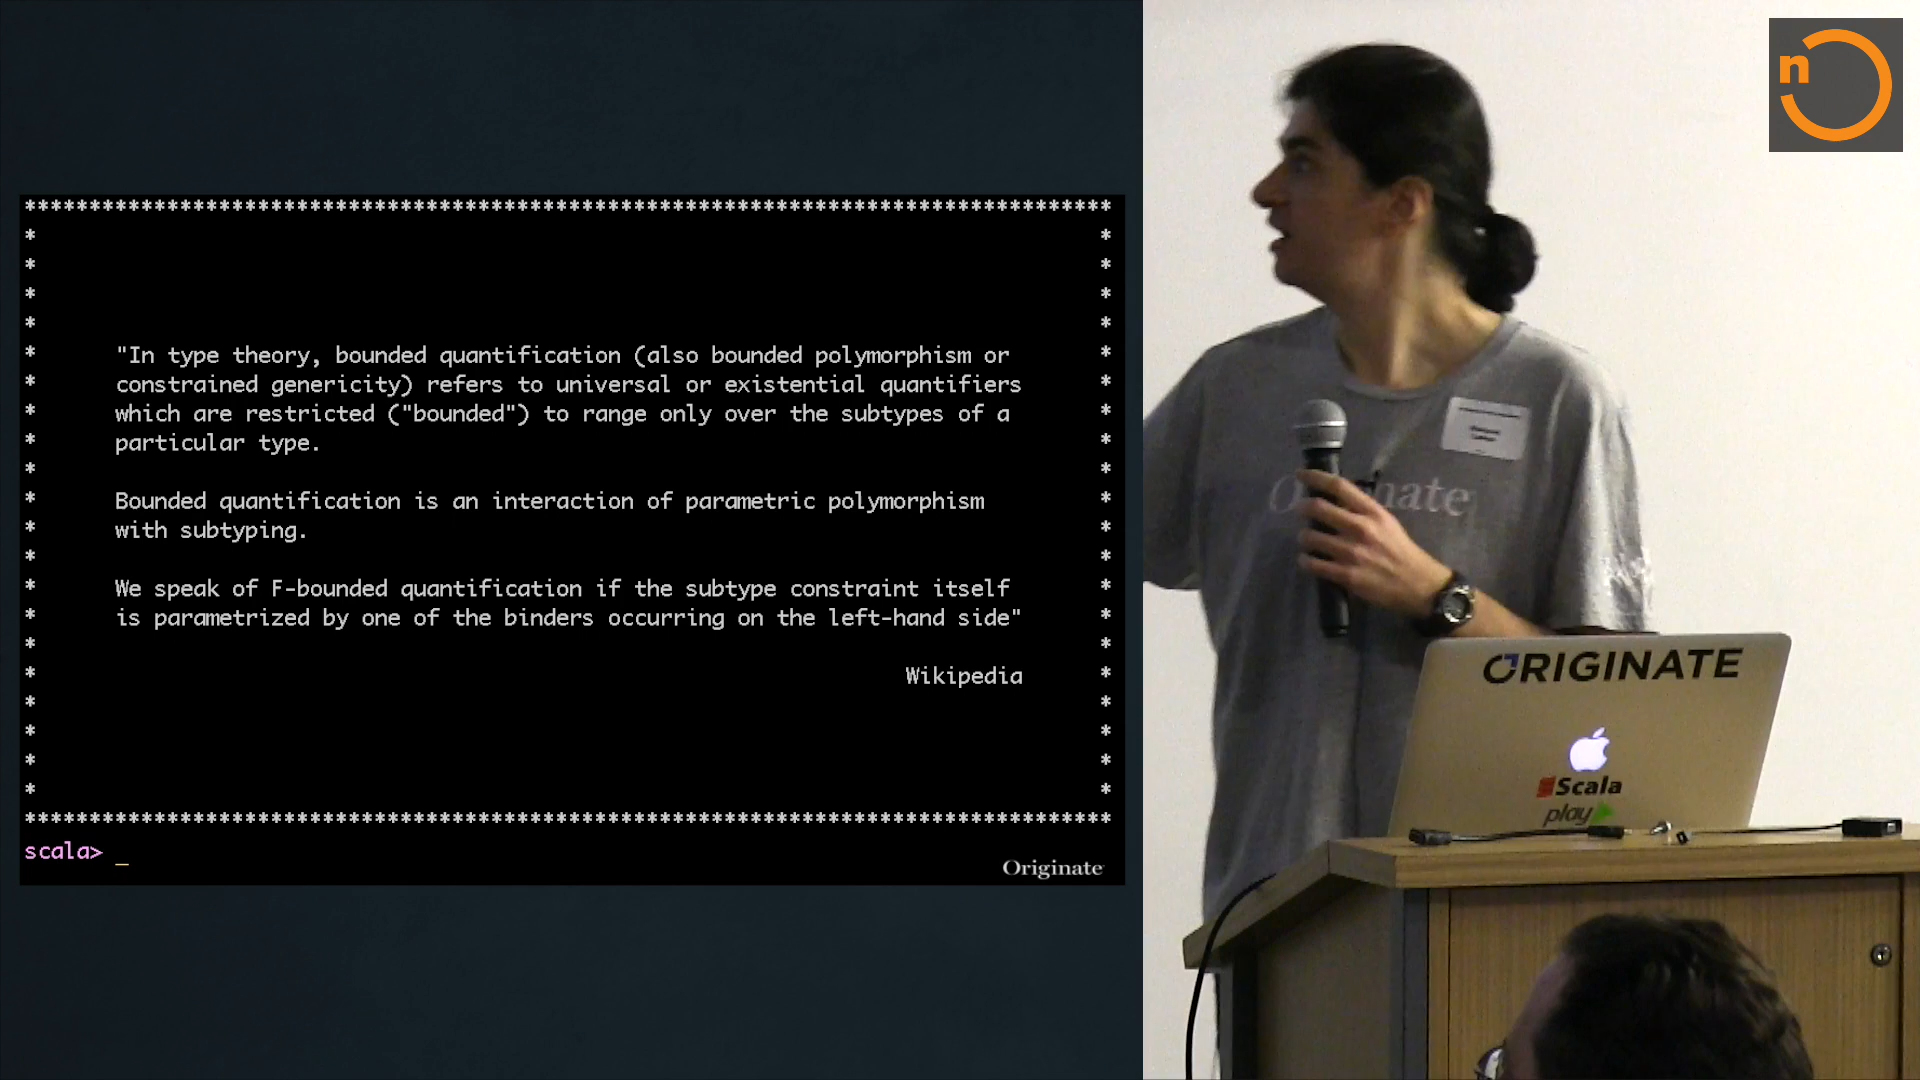 ********************************************************************************
"In type theory, bounded quantification (also bounded polymorphism or
constrained genericity) refers to universal or existential quantifiers
which are restricted ("bounded") to range only over the subtypes of a
particular type.
Bounded quantification is an interaction of parametric polymorphism
with subtyping.
We speak of F-bounded quantification if the subtype constraint itself
is parametrized by one of the binders occurring on the left-hand side"
Wikipedia
********************************************************************************
scala> _
Originate
n
ORIGINATE
Scala
play